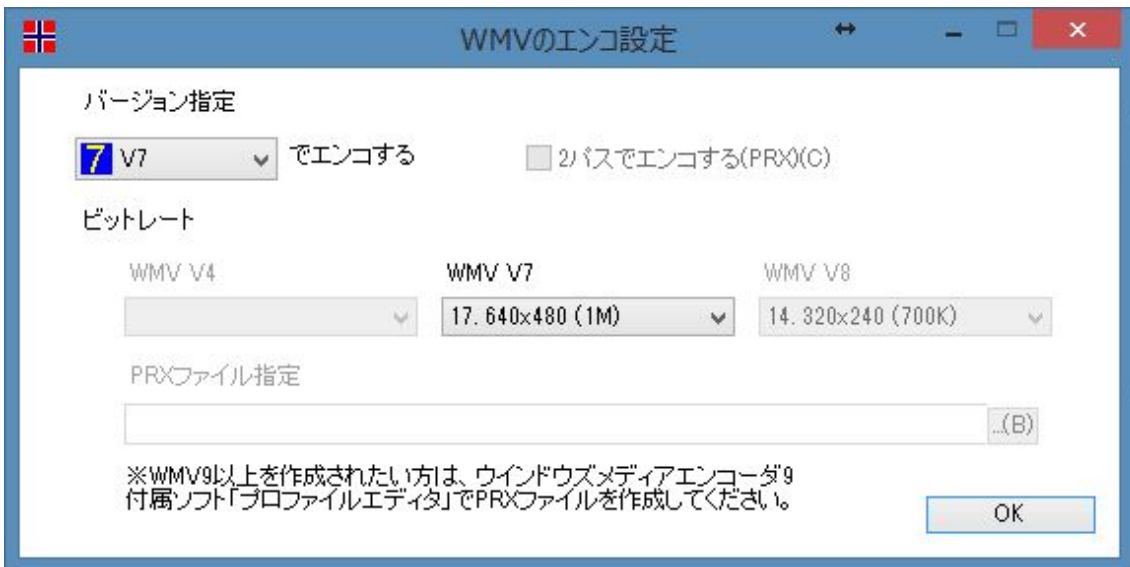 WMVのエンコ設定
バージョン指定
7 V7 でエンコする 2パスでエンコする(PRX)(C)
ビットレート
WMV V4 WMV V7 WMV V8
17. 640x480 (1M) 14. 320x240 (700K)
PRXファイル指定
...(B)
※WMV9以上を作成されたい方は、ウインドウズメディアエンコーダ9
付属ソフト「プロファイルエディタ」でPRXファイルを作成してください。
OK